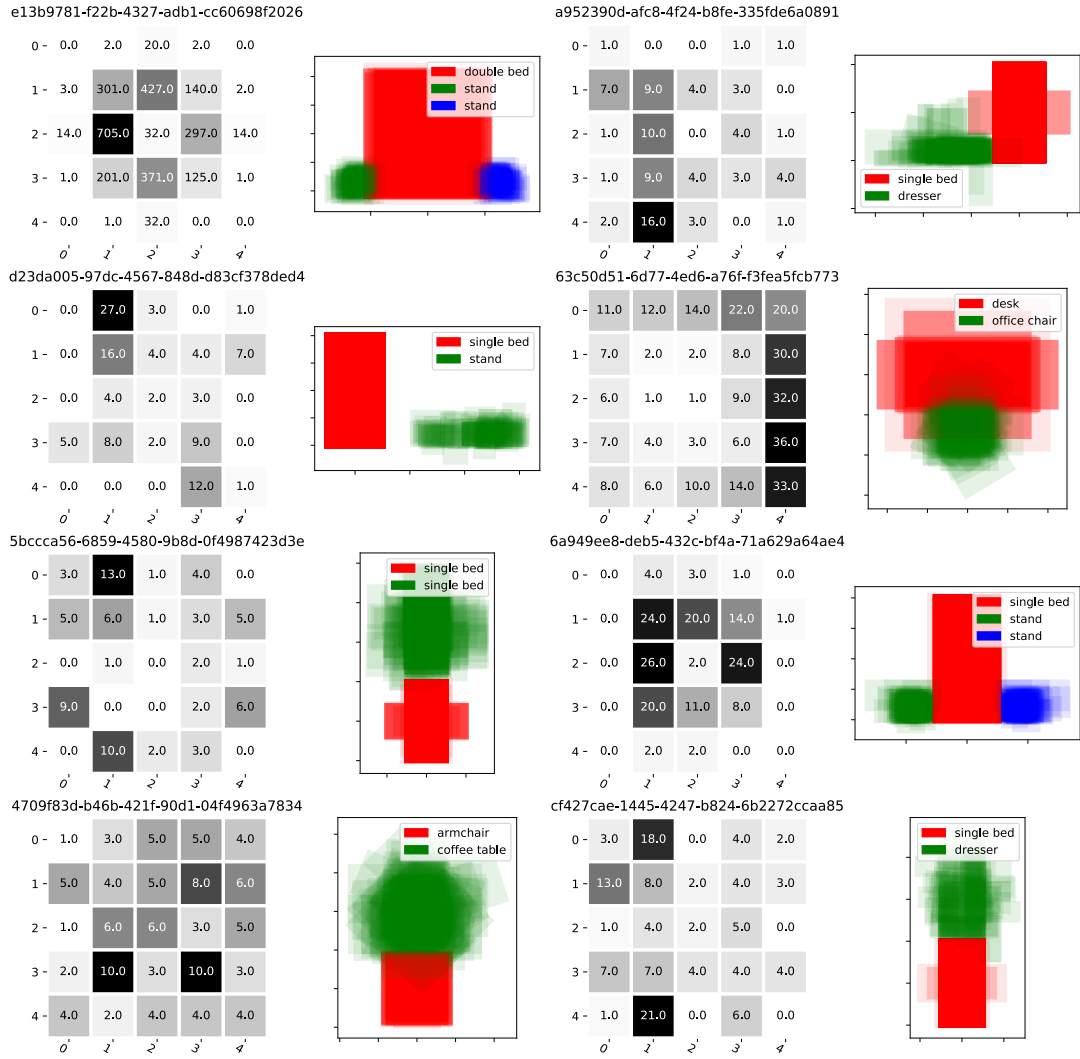 e13b9781-f22b-4327-adb1-cc60698f2026
0 0.0 2.0 20.0 2.0 0.0
1 3.0 301.0 427.0 140.0 2.0
2 14.0 705.0 32.0 297.0 14.0
3 1.0 201.0 371.0 125.0 1.0
4 0.0 1.0 32.0 0.0 0.0
0 1 2 3 4
double bed
stand
stand
a952390d-afc8-4f24-b8fe-335fde6a0891
0 1.0 0.0 0.0 1.0 1.0
1 7.0 9.0 4.0 3.0 0.0
2 1.0 10.0 0.0 4.0 1.0
3 1.0 9.0 4.0 3.0 4.0
4 2.0 16.0 3.0 0.0 1.0
0 1 2 3 4
single bed
dresser
d23da005-97dc-4567-848d-d83cf378ded4
0 0.0 27.0 3.0 0.0 1.0
1 0.0 16.0 4.0 4.0 7.0
2 0.0 4.0 2.0 3.0 0.0
3 5.0 8.0 2.0 9.0 0.0
4 0.0 0.0 0.0 12.0 1.0
0 1 2 3 4
single bed
stand
63c50d51-6d77-4ed6-a76f-f3fea5fcb773
0 11.0 12.0 14.0 22.0 20.0
1 7.0 2.0 2.0 8.0 30.0
2 6.0 1.0 1.0 9.0 32.0
3 7.0 4.0 3.0 6.0 36.0
4 8.0 6.0 10.0 14.0 33.0
0 1 2 3 4
desk
office chair
5bccca56-6859-4580-9b8d-0f4987423d3e
0 3.0 13.0 1.0 4.0 0.0
1 5.0 6.0 1.0 3.0 5.0
2 0.0 1.0 0.0 2.0 1.0
3 9.0 0.0 0.0 2.0 6.0
4 0.0 10.0 2.0 3.0 0.0
0 1 2 3 4
single bed
single bed
6a949ee8-deb5-432c-bf4a-71a629a64ae4
0 0.0 4.0 3.0 1.0 0.0
1 0.0 24.0 20.0 14.0 1.0
2 0.0 26.0 2.0 24.0 0.0
3 0.0 20.0 11.0 8.0 0.0
4 0.0 2.0 2.0 0.0 0.0
0 1 2 3 4
single bed
stand
stand
4709f83d-b46b-421f-90d1-04f4963a7834
0 1.0 3.0 5.0 5.0 4.0
1 5.0 4.0 5.0 8.0 6.0
2 1.0 6.0 6.0 3.0 5.0
3 2.0 10.0 3.0 10.0 3.0
4 4.0 2.0 4.0 4.0 4.0
0 1 2 3 4
armchair
coffee table
cf427cae-1445-4247-b824-6b2272ccaa85
0 3.0 18.0 0.0 4.0 2.0
1 13.0 8.0 2.0 4.0 3.0
2 1.0 4.0 2.0 5.0 0.0
3 7.0 7.0 4.0 4.0 4.0
4 1.0 21.0 0.0 6.0 0.0
0 1 2 3 4
single bed
dresser